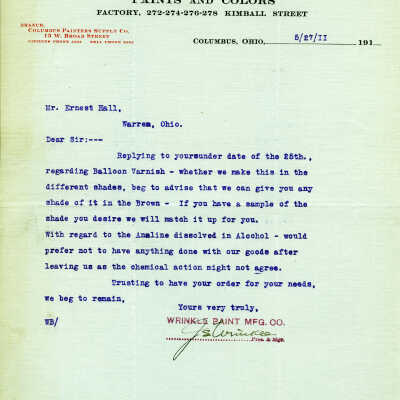 PAINTS AND COLORS
FACTORY, 272-274-276-278 KIMBALL STREET
BRANCH,
COLUMBUS PAINTERS SUPPLY CO.
13 W. BROAD STREET
COLUMBUS, OHIO, 5/27/11 191
Mr. Ernest Hall,
Warren, Ohio.
Dear Sir:---
Replying to yoursunder date of the 25th.,
regarding Balloon Varnish - whether we make this in the
different shades, beg to advise that we can give you any
shade of it in the Brown - If you have a sample of the
shade you desire we will match it up for you.
With regard to the Analine dissolved in Alcohol - would
prefer not to have anything done with our goods after
leaving us as the chemical action might not agree.
Trusting to have your order for your needs,
we beg to remain,
Yours very truly,
WB/
WRINKLE PAINT MFG. CO.
Pres. & Mgr.